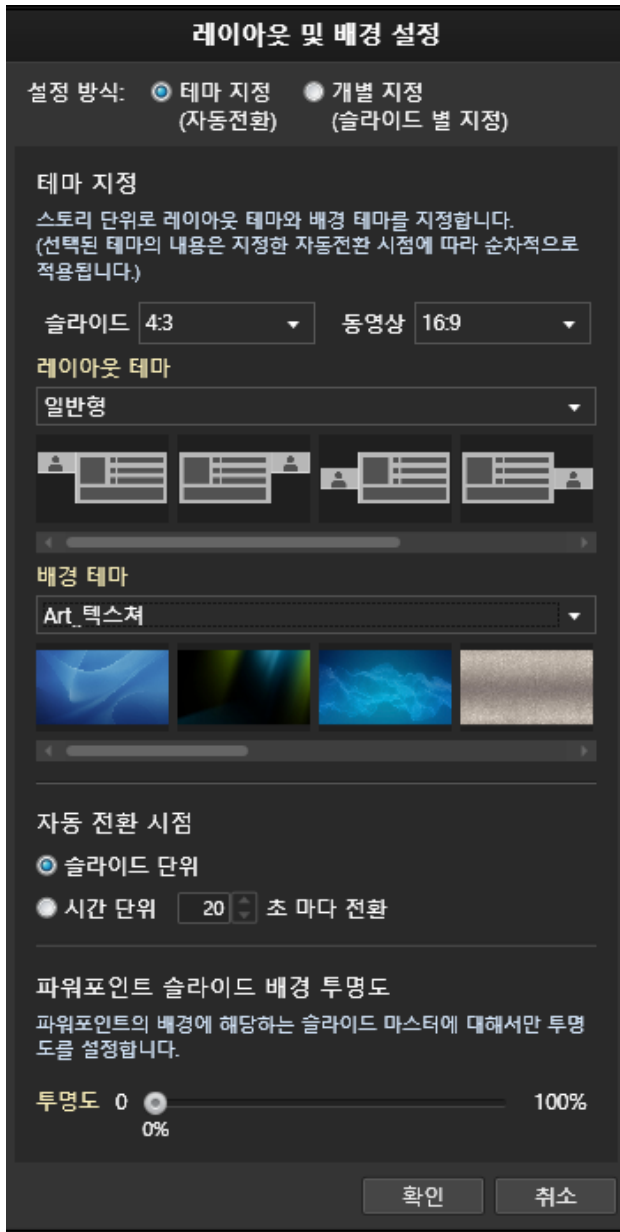 레이아웃 및 배경 설정
설정 방식: 테마 지정 개별 지정
(자동전환) (슬라이드 별 지정)
테마 지정
스토리 단위로 레이아웃 테마와 배경 테마를 지정합니다.
(선택된 테마의 내용은 지정한 자동전환 시점에 따라 순차적으로
적용됩니다.)
슬라이드 4:3 동영상 16:9
레이아웃 테마
일반형
배경 테마
Art_텍스쳐
자동 전환 시점
슬라이드 단위
시간 단위 20 초 마다 전환
파워포인트 슬라이드 배경 투명도
파워포인트의 배경에 해당하는 슬라이드 마스터에 대해서만 투명
도를 설정합니다.
투명도 0 100%
0%
확인 취소